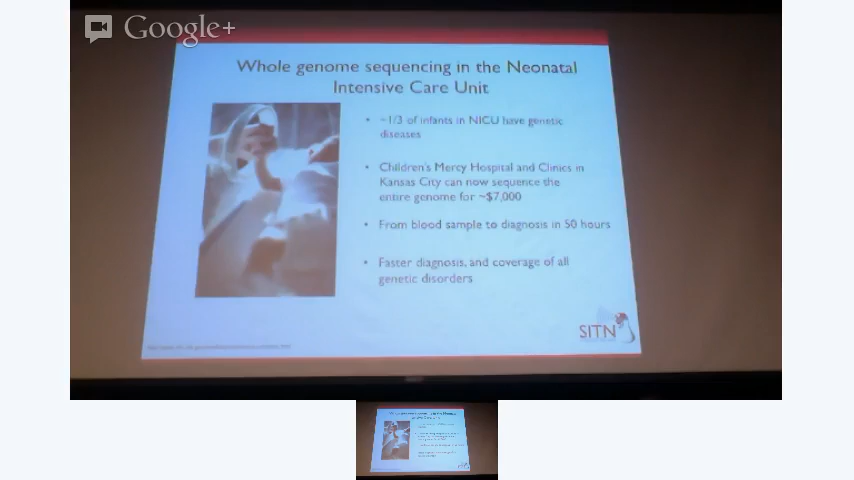 Google+
Whole genome sequencing in the Neonatal
Intensive Care Unit
• ~1/3 of infants in NICU have genetic
diseases
• Children's Mercy Hospital and Clinics in
Kansas City can now sequence the
entire genome for ~$7,000
• From blood sample to diagnosis in 50 hours
• Faster diagnosis, and coverage of all
genetic disorders
SITN